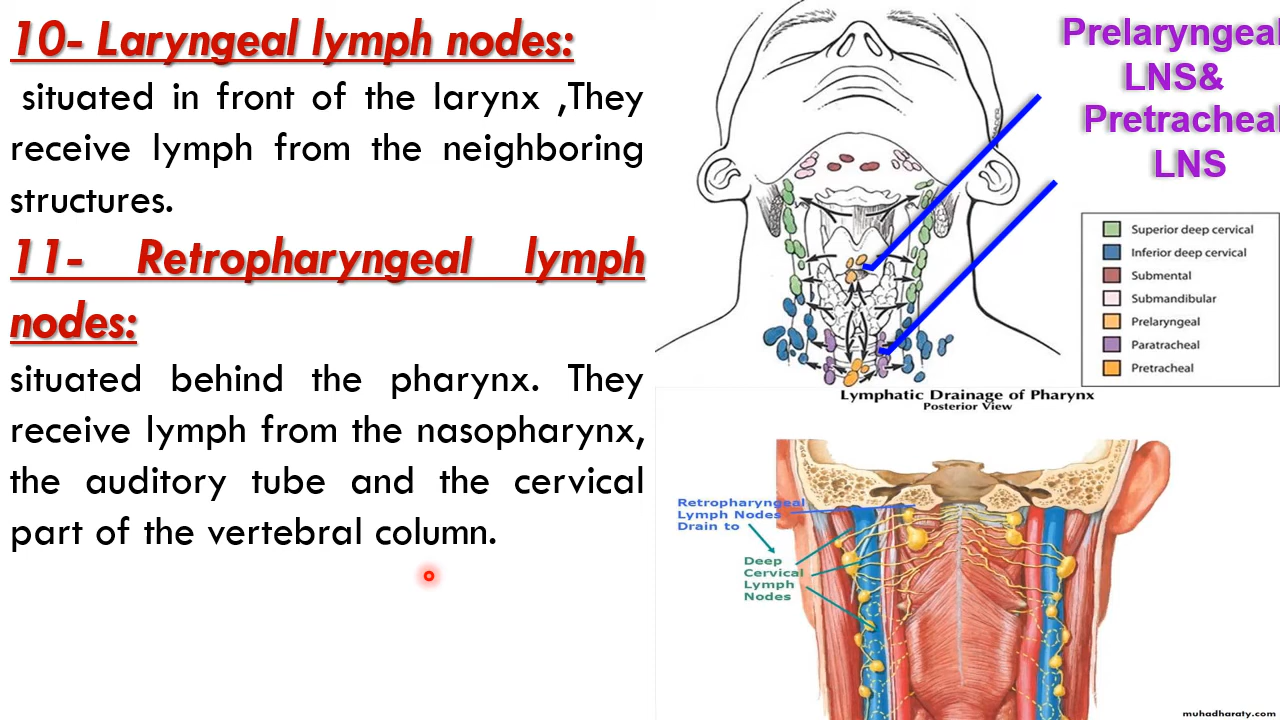 10- Laryngeal lymph nodes:
situated in front of the larynx ,They
receive lymph from the neighboring
structures.
11- Retropharyngeal lymph
nodes:
situated behind the pharynx. They
receive lymph from the nasopharynx,
the auditory tube and the cervical
part of the vertebral column.
Prelaryngeal
LNS&
Pretracheal
LNS
Superior deep cervical
Inferior deep cervical
Submental
Submandibular
Prelaryngeal
Paratracheal
Pretracheal
Lymphatic Drainage of Pharynx
Posterior View
Retropharyngeal
Lymph Nodes
Drain to
Deep
Cervical
Lymph
Nodes
muhadharaty.com